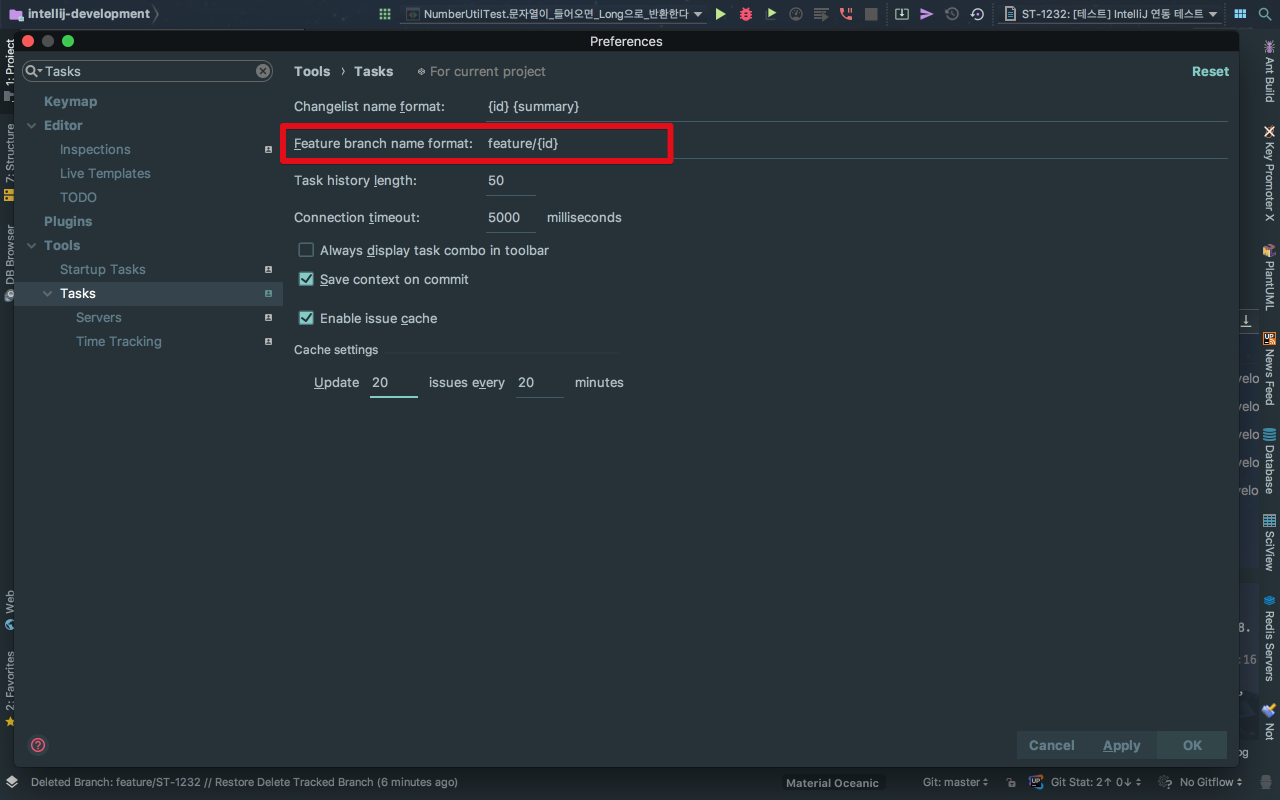 intellij-development
NumberUtilTest.문자열이_들어오면_Long으로_반환한다
ST-1232: [테스트] IntelliJ 연동 테스트
Preferences
Tasks
Keymap
Editor
Inspections
Live Templates
TODO
Plugins
Tools
Startup Tasks
Tasks
Servers
Time Tracking
Tools › Tasks
For current project
Reset
Changelist name format: {id} {summary}
Feature branch name format: feature/{id}
Task history length: 50
Connection timeout: 5000 milliseconds
Always display task combo in toolbar
Save context on commit
Enable issue cache
Cache settings
Update 20 issues every 20 minutes
Cancel
Apply
OK
1: Project
7: Structure
DB Browser
Web
2: Favorites
Ant Build
Key Promoter X
PlantUML
News Feed
Database
SciView
Redis Servers
Not
velo
velo
velo
velo
velo
8.
:16
og
Deleted Branch: feature/ST-1232 // Restore Delete Tracked Branch (6 minutes ago)
Material Oceanic
Git: master
Git Stat: 2↑ 0↓
No Gitflow